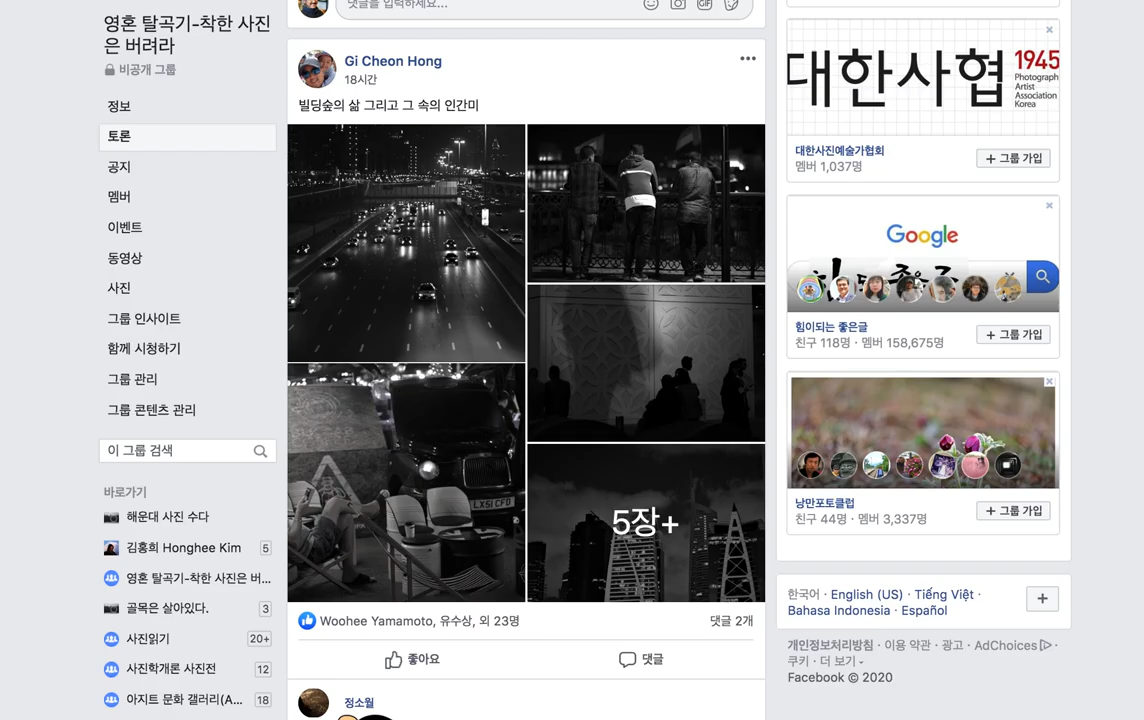 영혼 탈곡기-착한 사진
은 버려라
비공개 그룹
정보
토론
공지
멤버
이벤트
동영상
사진
그룹 인사이트
함께 시청하기
그룹 관리
그룹 콘텐츠 관리
이 그룹 검색
바로가기
해운대 사진 수다
김홍희 Honghee Kim 5
영혼 탈곡기-착한 사진은 버...
골목은 살아있다. 3
사진읽기 20+
사진학개론 사진전 12
아지트 문화 갤러리(A... 18
댓글을 입력하세요...
GIF
Gi Cheon Hong
18시간
빌딩숲의 삶 그리고 그 속의 인간미
LX51 CFD
5장+
Woohee Yamamoto, 유수상, 외 23명
댓글 2개
좋아요
댓글
정소월
대한사협
1945
Photograph
Artist
Association
Korea
대한사진예술가협회
멤버 1,037명
+ 그룹 가입
Google
힘이되는 좋은글
친구 118명 · 멤버 158,675명
+ 그룹 가입
낭만포토클럽
친구 44명 · 멤버 3,337명
+ 그룹 가입
한국어 · English (US) · Tiếng Việt ·
Bahasa Indonesia · Español
개인정보처리방침 · 이용 약관 · 광고 · AdChoices ·
쿠키 · 더 보기
Facebook © 2020